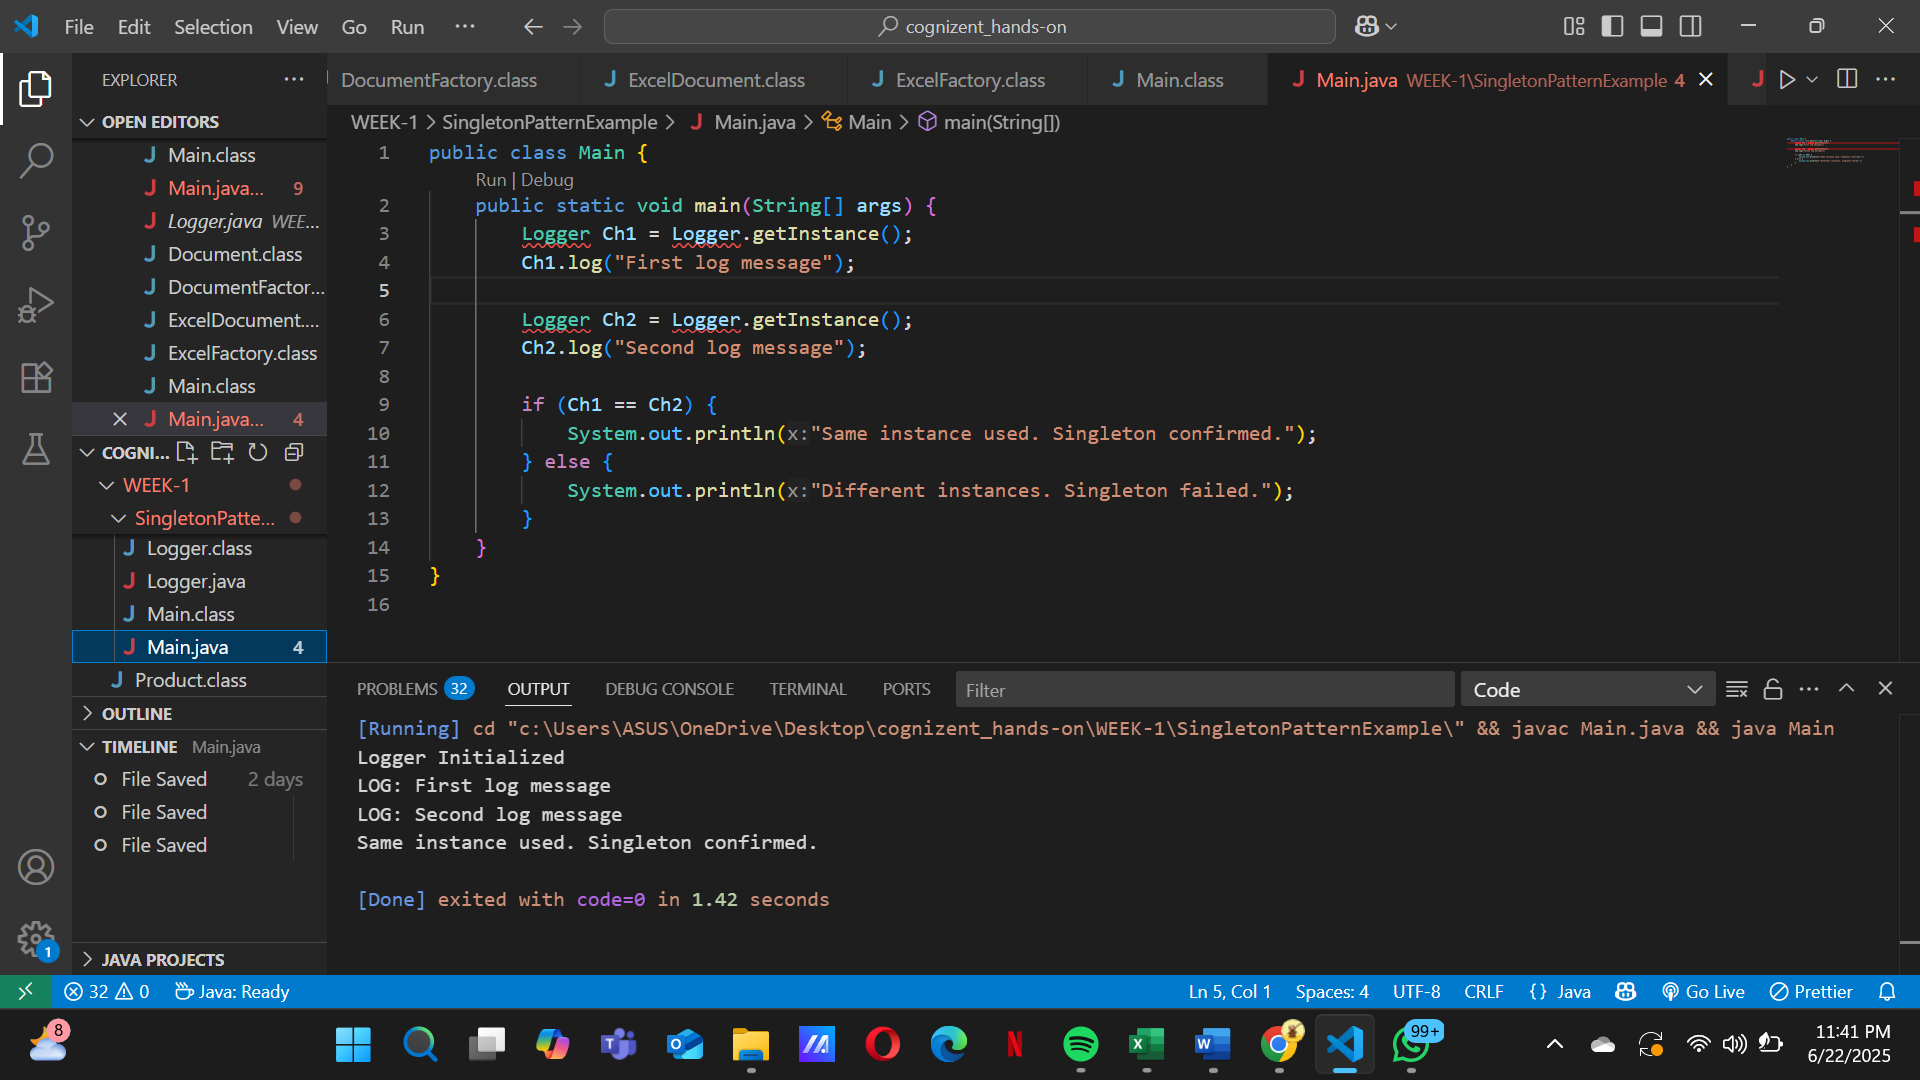 File Edit Selection View Go Run ··· cognizent_hands-on
EXPLORER ···
DocumentFactory.class ExcelDocument.class ExcelFactory.class Main.class Main.java WEEK-1\SingletonPatternExample 4
OPEN EDITORS
Main.class
Main.java... 9
Logger.java WEE...
Document.class
DocumentFactor...
ExcelDocument....
ExcelFactory.class
Main.class
Main.java... 4
COGNI...
WEEK-1
SingletonPatte...
Logger.class
Logger.java
Main.class
Main.java 4
Product.class
OUTLINE
TIMELINE Main.java
File Saved 2 days
File Saved
File Saved
JAVA PROJECTS
WEEK-1 > SingletonPatternExample > Main.java > Main > main(String[])
1 public class Main {
Run | Debug
2 public static void main(String[] args) {
3 Logger Ch1 = Logger.getInstance();
4 Ch1.log("First log message");
5
6 Logger Ch2 = Logger.getInstance();
7 Ch2.log("Second log message");
8
9 if (Ch1 == Ch2) {
10 System.out.println(x:"Same instance used. Singleton confirmed.");
11 } else {
12 System.out.println(x:"Different instances. Singleton failed.");
13 }
14 }
15 }
16
PROBLEMS 32 OUTPUT DEBUG CONSOLE TERMINAL PORTS Filter Code
[Running] cd "c:\Users\ASUS\OneDrive\Desktop\cognizent_hands-on\WEEK-1\SingletonPatternExample\" && javac Main.java && java Main
Logger Initialized
LOG: First log message
LOG: Second log message
Same instance used. Singleton confirmed.
[Done] exited with code=0 in 1.42 seconds
1
32 0 Java: Ready Ln 5, Col 1 Spaces: 4 UTF-8 CRLF {} Java Go Live Prettier
8 99+ 11:41 PM
6/22/2025